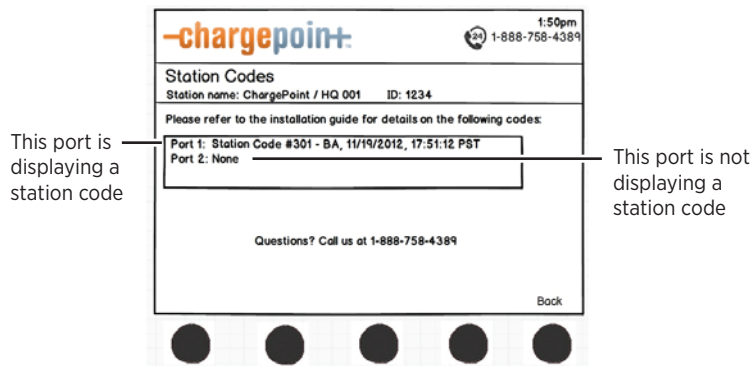 1:50pm
-chargepoin+:
24 1-888-758-4389
Station Codes
Station name: ChargePoint / HQ 001 ID: 1234
Please refer to the installation guide for details on the following codes:
Port 1: Station Code #301 - BA, 11/19/2012, 17:51:12 PST
Port 2: None
Questions? Call us at 1-888-758-4389
Back
This port is
displaying a
station code
This port is not
displaying a
station code